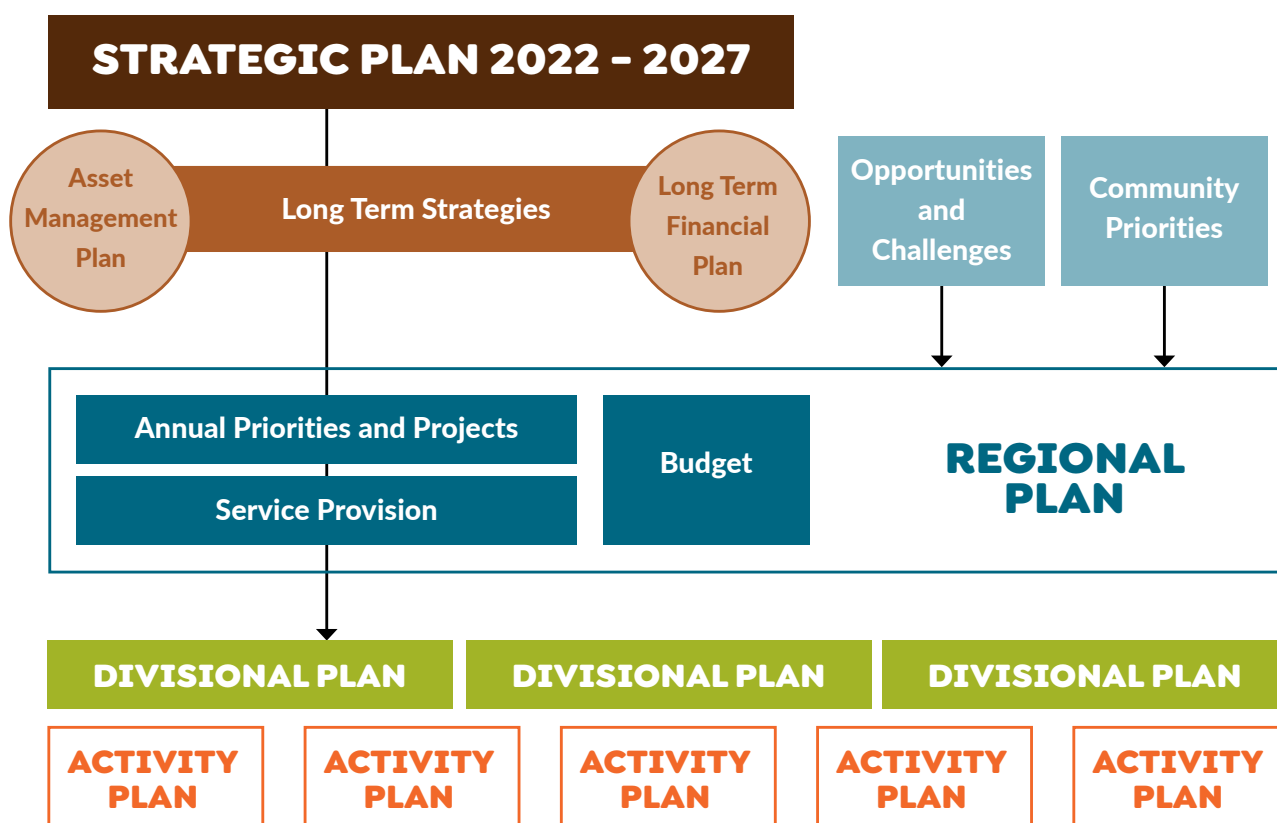 STRATEGIC PLAN 2022 – 2027
Asset
Management
Plan
Long Term Strategies
Long Term
Financial
Plan
Opportunities
and
Challenges
Community
Priorities
Annual Priorities and Projects
Service Provision
Budget
REGIONAL
PLAN
DIVISIONAL PLAN
DIVISIONAL PLAN
DIVISIONAL PLAN
ACTIVITY
PLAN
ACTIVITY
PLAN
ACTIVITY
PLAN
ACTIVITY
PLAN
ACTIVITY
PLAN